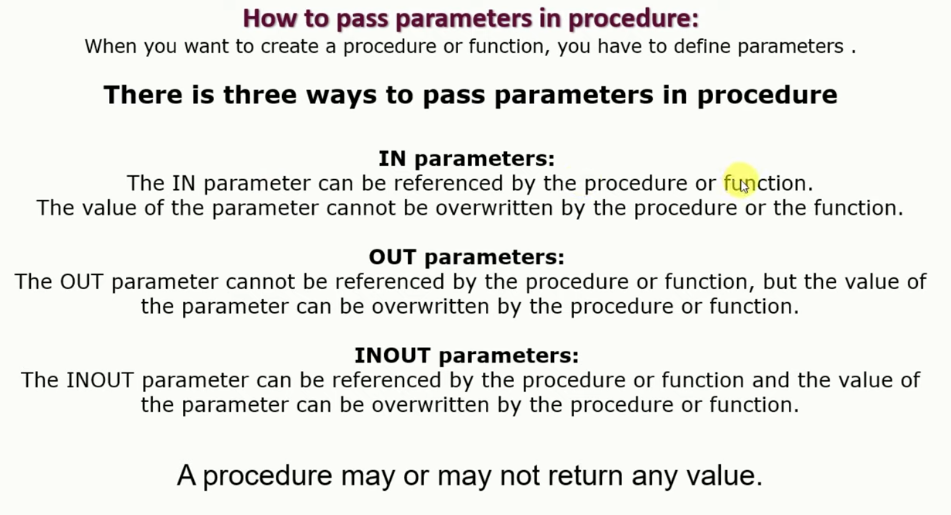 How to pass parameters in procedure:
When you want to create a procedure or function, you have to define parameters .
There is three ways to pass parameters in procedure
IN parameters:
The IN parameter can be referenced by the procedure or function.
The value of the parameter cannot be overwritten by the procedure or the function.
OUT parameters:
The OUT parameter cannot be referenced by the procedure or function, but the value of
the parameter can be overwritten by the procedure or function.
INOUT parameters:
The INOUT parameter can be referenced by the procedure or function and the value of
the parameter can be overwritten by the procedure or function.
A procedure may or may not return any value.